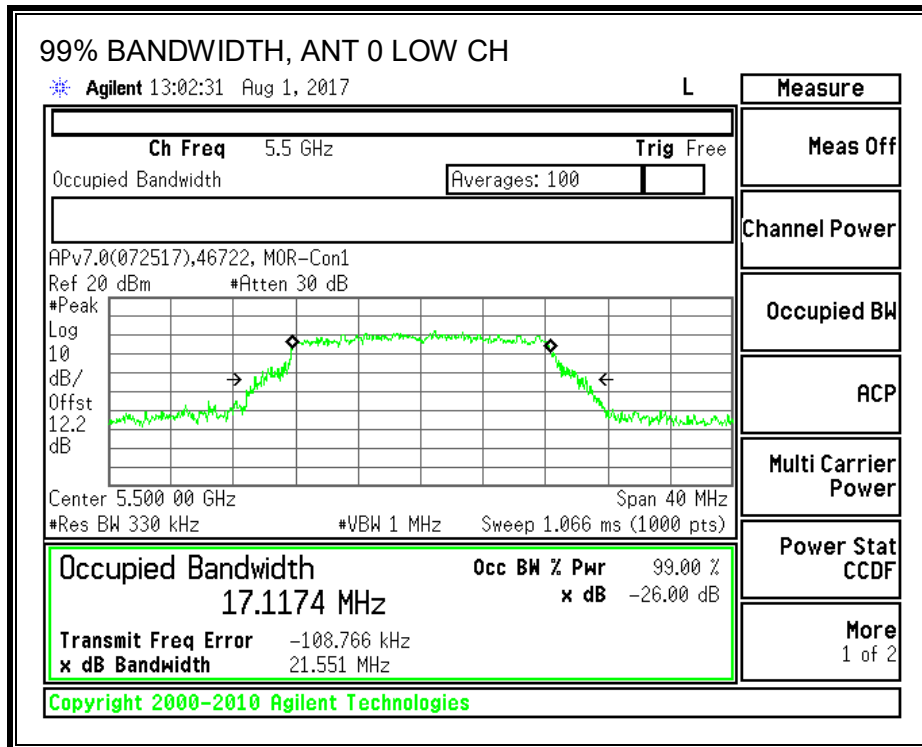 99% BANDWIDTH, ANT 0 LOW CH
Agilent 13:02:31 Aug 1, 2017 L
Measure
Ch Freq 5.5 GHz Trig Free
Meas Off
Occupied Bandwidth Averages: 100
Channel Power
APv7.0(072517),46722, MOR-Con1
Ref 20 dBm #Atten 30 dB
#Peak
Log
10
dB/
Offst
12.2
dB
Occupied BW
ACP
Multi Carrier
Power
Center 5.500 00 GHz Span 40 MHz
#Res BW 330 kHz #VBW 1 MHz Sweep 1.066 ms (1000 pts)
Power Stat
CCDF
Occupied Bandwidth Occ BW % Pwr 99.00 %
17.1174 MHz x dB -26.00 dB
Transmit Freq Error -108.766 kHz
x dB Bandwidth 21.551 MHz
More
1 of 2
Copyright 2000-2010 Agilent Technologies